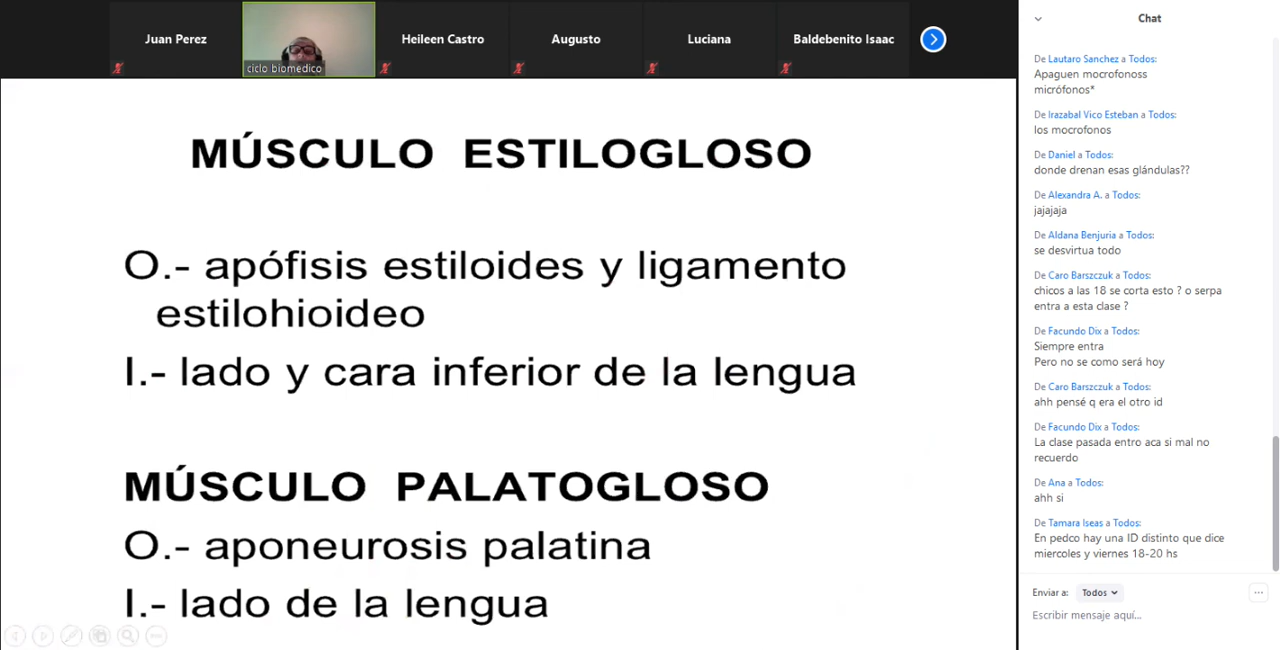 Juan Perez
ciclo biomedico
Heileen Castro
Augusto
Luciana
Baldebenito Isaac
MÚSCULO ESTILOGLOSO
O.- apófisis estiloides y ligamento
estilohioideo
I.- lado y cara inferior de la lengua
MÚSCULO PALATOGLOSO
O.- aponeurosis palatina
I.- lado de la lengua
Chat
De Lautaro Sanchez a Todos:
Apaguen mocrofonoss
micrófonos*
De Irazabal Vico Esteban a Todos:
los mocrofonos
De Daniel a Todos:
donde drenan esas glándulas??
De Alexandra A. a Todos:
jajajaja
De Aldana Benjuria a Todos:
se desvirtua todo
De Caro Barszczuk a Todos:
chicos a las 18 se corta esto ? o serpa
entra a esta clase ?
De Facundo Dix a Todos:
Siempre entra
Pero no se como será hoy
De Caro Barszczuk a Todos:
ahh pensé q era el otro id
De Facundo Dix a Todos:
La clase pasada entro aca si mal no
recuerdo
De Ana a Todos:
ahh si
De Tamara Iseas a Todos:
En pedco hay una ID distinto que dice
miercoles y viernes 18-20 hs
Enviar a: Todos
Escribir mensaje aquí...